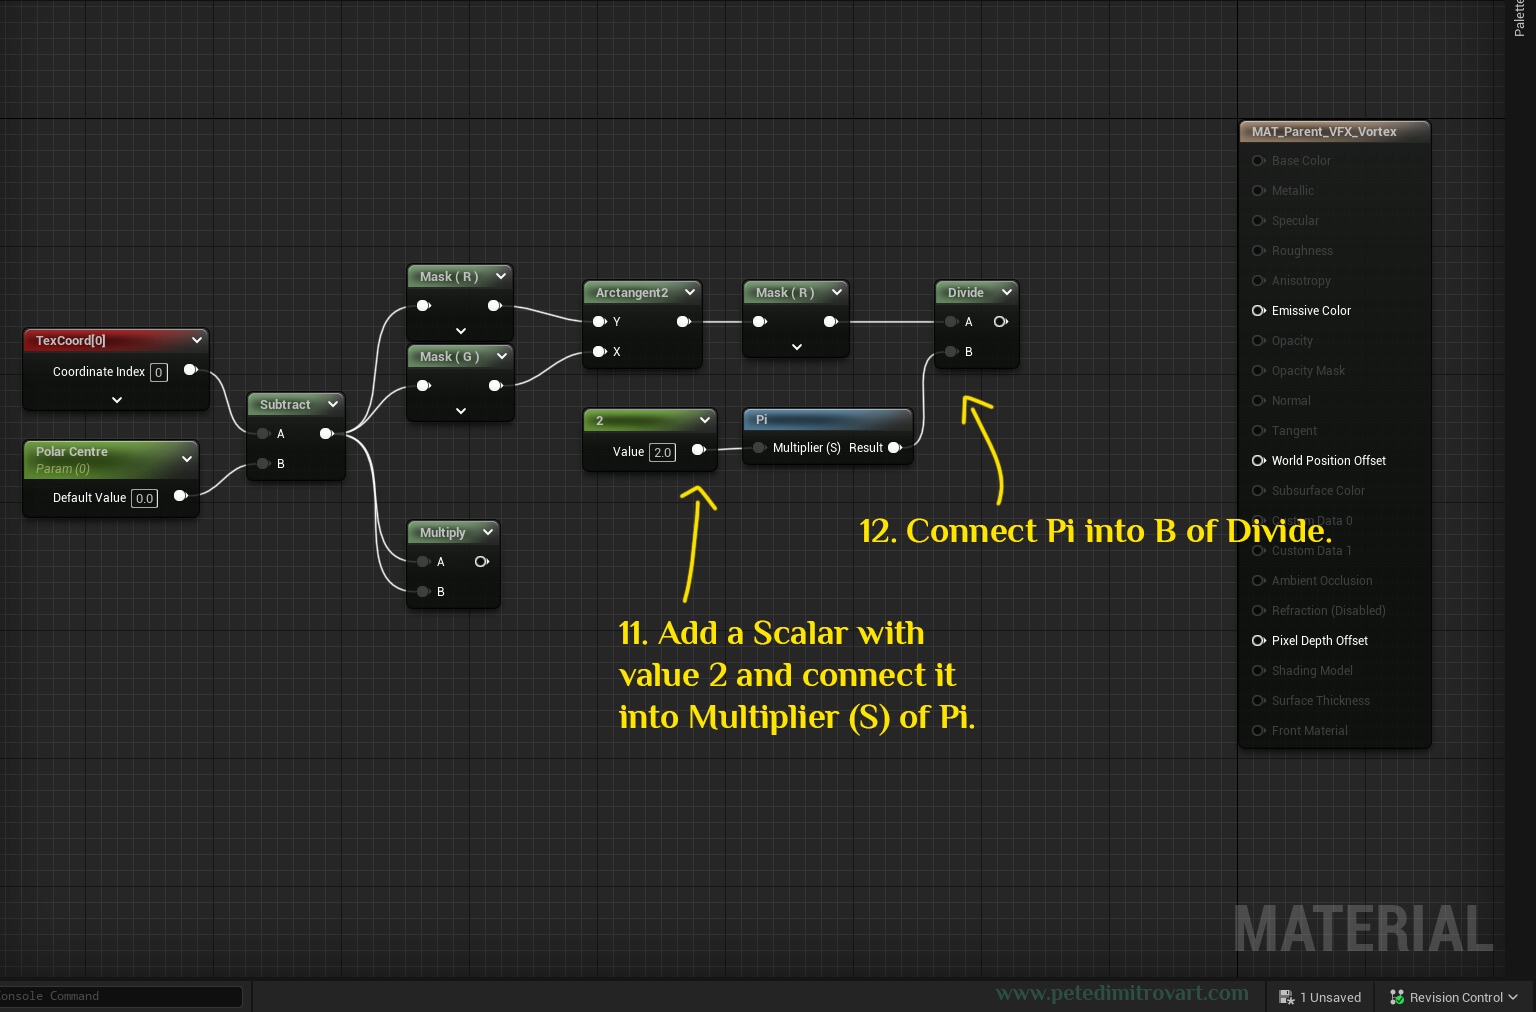 Palette
MAT_Parent_VFX_Vortex
Base Color
Metallic
Specular
Roughness
Anisotropy
Emissive Color
Opacity
Opacity Mask
Normal
Tangent
World Position Offset
Subsurface Color
Custom Data 0
Custom Data 1
Ambient Occlusion
Refraction (Disabled)
Pixel Depth Offset
Shading Model
Surface Thickness
Front Material
TexCoord[0]
Coordinate Index 0
Polar Centre
Param (0)
Default Value 0.0
Subtract
A
B
Mask ( R )
Mask ( G )
Multiply
A
B
Arctangent2
Y
X
Mask ( R )
Divide
A
B
2
Value 2.0
Pi
Multiplier (S) Result
12. Connect Pi into B of Divide.
11. Add a Scalar with
value 2 and connect it
into Multiplier (S) of Pi.
MATERIAL
Console Command
www.petedimitrovart.com
1 Unsaved
Revision Control